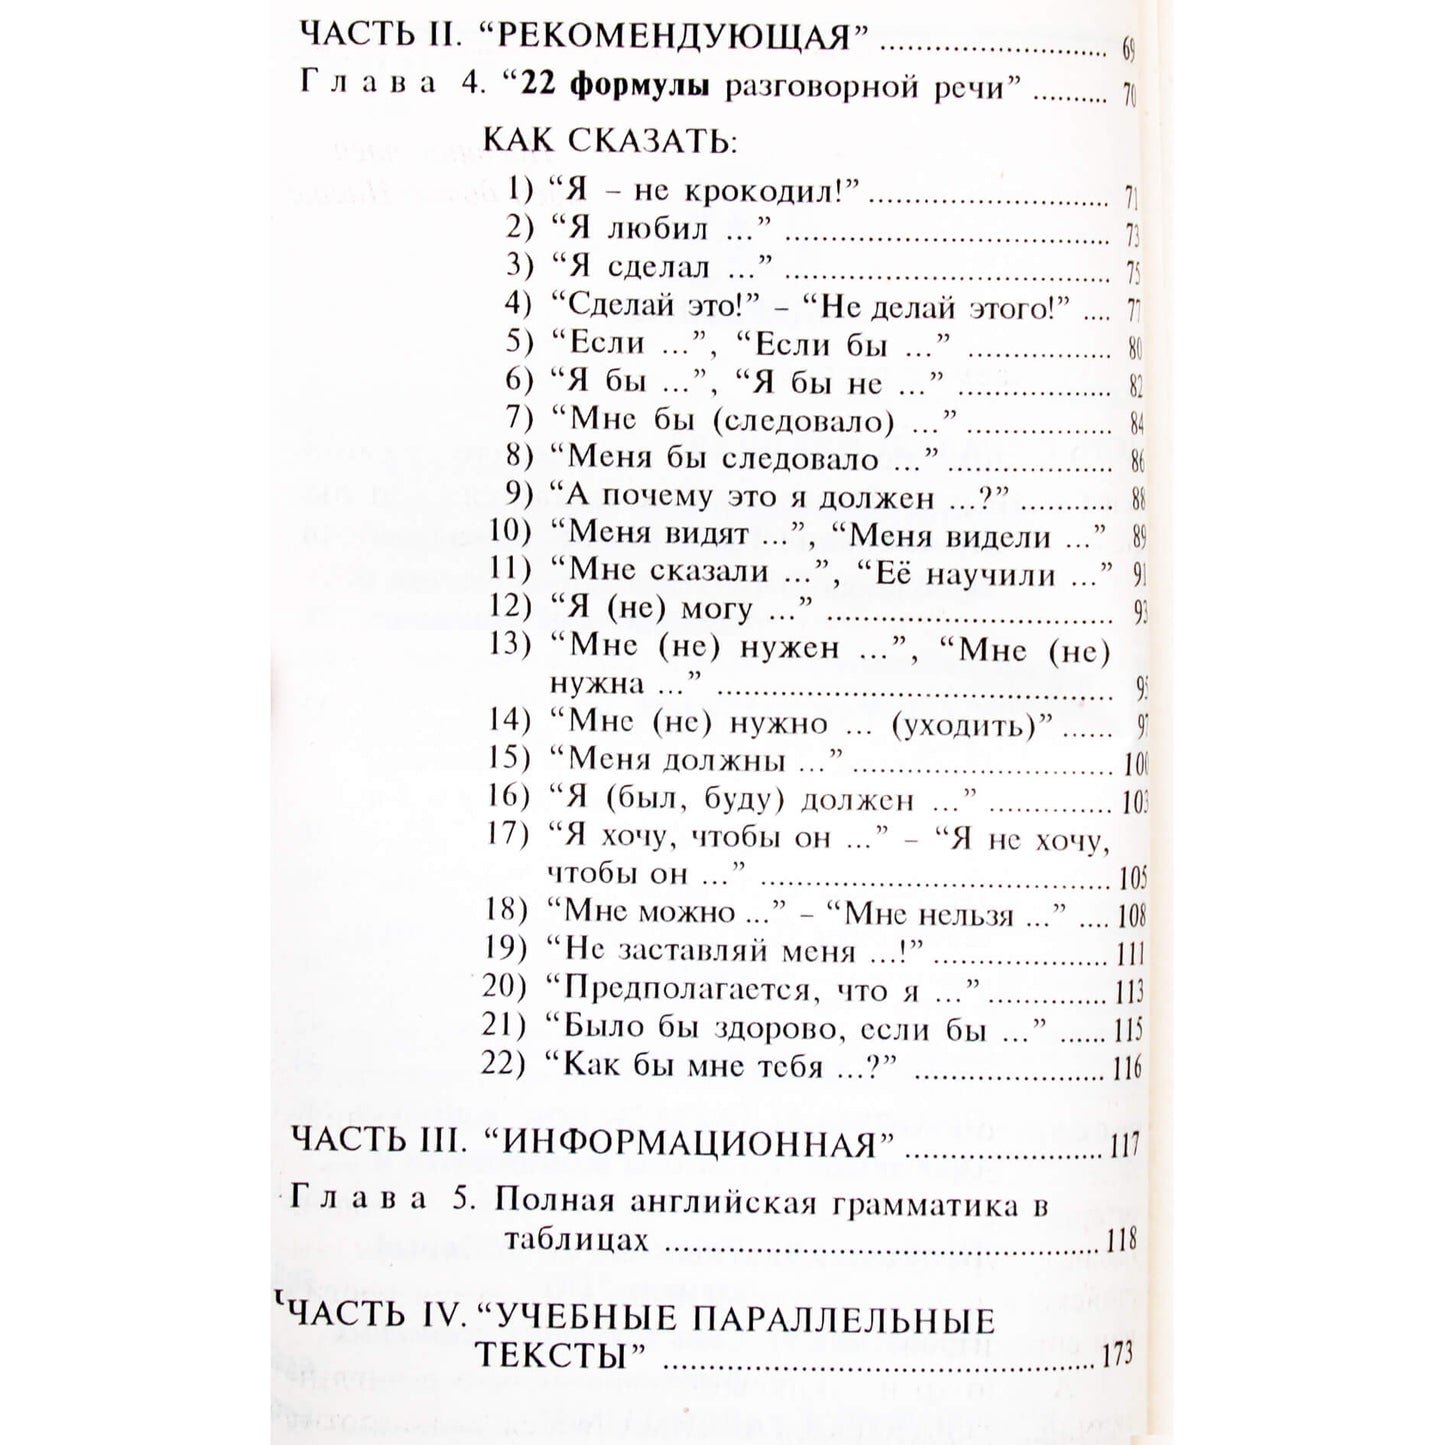 ЧАСТЬ II. “РЕКОМЕНДУЮЩАЯ” ........................... 69
Глава 4. “22 формулы разговорной речи” .......... 70
КАК СКАЗАТЬ:
1) “Я – не крокодил!” ............................. 71
2) “Я любил ...” ....................................... 73
3) “Я сделал ...” ....................................... 75
4) “Сделай это!” – “Не делай этого!” .... 77
5) “Если ...”, “Если бы ...” ................. 80
6) “Я бы ...”, “Я бы не ...” .................. 82
7) “Мне бы (следовало) ...” ................. 84
8) “Меня бы следовало ...” .................... 86
9) “А почему это я должен ...?” ........... 88
10) “Меня видят ...”, “Меня видели ...” 89
11) “Мне сказали ...”, “Её научили ...” 91
12) “Я (не) могу ...” .................................. 93
13) “Мне (не) нужен ...”, “Мне (не)
нужна ...” ............................................... 95
14) “Мне (не) нужно ... (уходить)” ...... 97
15) “Меня должны ...” ............................... 100
16) “Я (был, буду) должен ...” ............... 103
17) “Я хочу, чтобы он ...” – “Я не хочу,
чтобы он ...” .......................................... 105
18) “Мне можно ...” – “Мне нельзя ...” .... 108
19) “Не заставляй меня ...!” ..................... 111
20) “Предполагается, что я ...” .............. 113
21) “Было бы здорово, если бы ...” ...... 115
22) “Как бы мне тебя ...?” ....................... 116
ЧАСТЬ III. “ИНФОРМАЦИОННАЯ” ........................ 117
Глава 5. Полная английская грамматика в
таблицах .................................................... 118
ЧАСТЬ IV. “УЧЕБНЫЕ ПАРАЛЛЕЛЬНЫЕ
ТЕКСТЫ” .................................................... 173